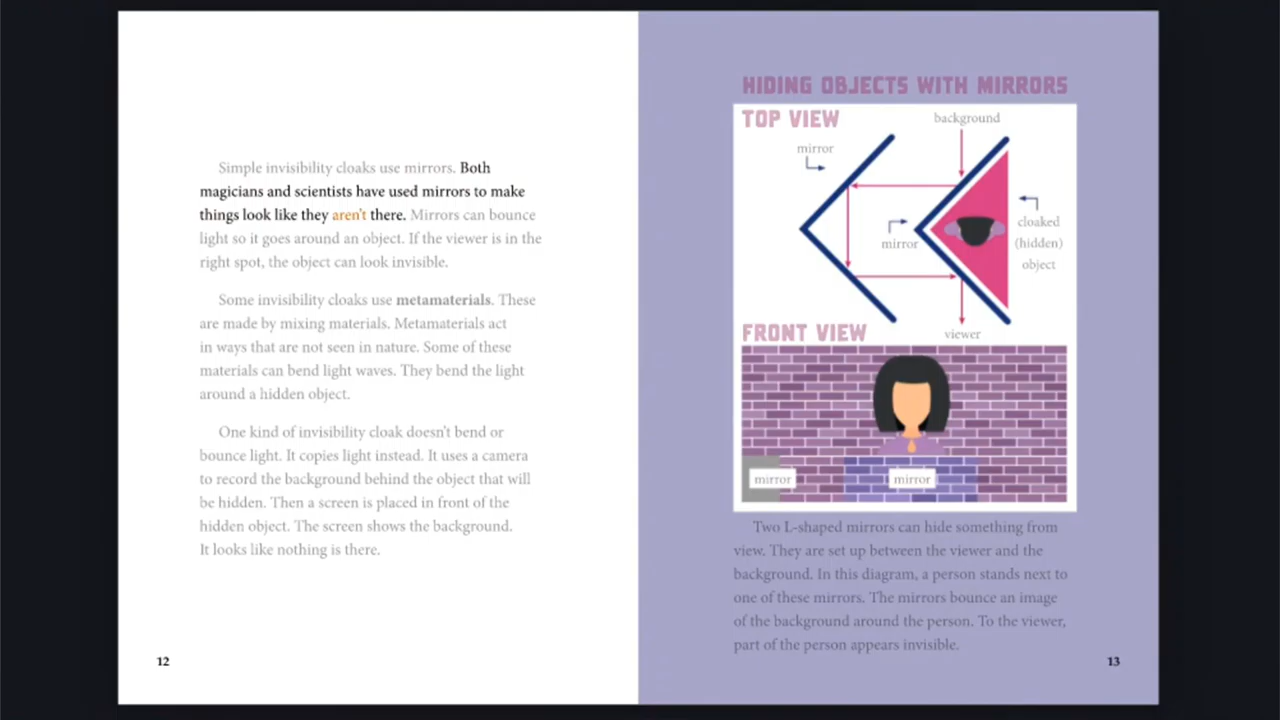 Simple invisibility cloaks use mirrors. Both
magicians and scientists have used mirrors to make
things look like they aren't there. Mirrors can bounce
light so it goes around an object. If the viewer is in the
right spot, the object can look invisible.
Some invisibility cloaks use metamaterials. These
are made by mixing materials. Metamaterials act
in ways that are not seen in nature. Some of these
materials can bend light waves. They bend the light
around a hidden object.
One kind of invisibility cloak doesn't bend or
bounce light. It copies light instead. It uses a camera
to record the background behind the object that will
be hidden. Then a screen is placed in front of the
hidden object. The screen shows the background.
It looks like nothing is there.
12
HIDING OBJECTS WITH MIRRORS
TOP VIEW
background
mirror
mirror
cloaked
(hidden)
object
FRONT VIEW
viewer
mirror
mirror
Two L-shaped mirrors can hide something from
view. They are set up between the viewer and the
background. In this diagram, a person stands next to
one of these mirrors. The mirrors bounce an image
of the background around the person. To the viewer,
part of the person appears invisible.
13